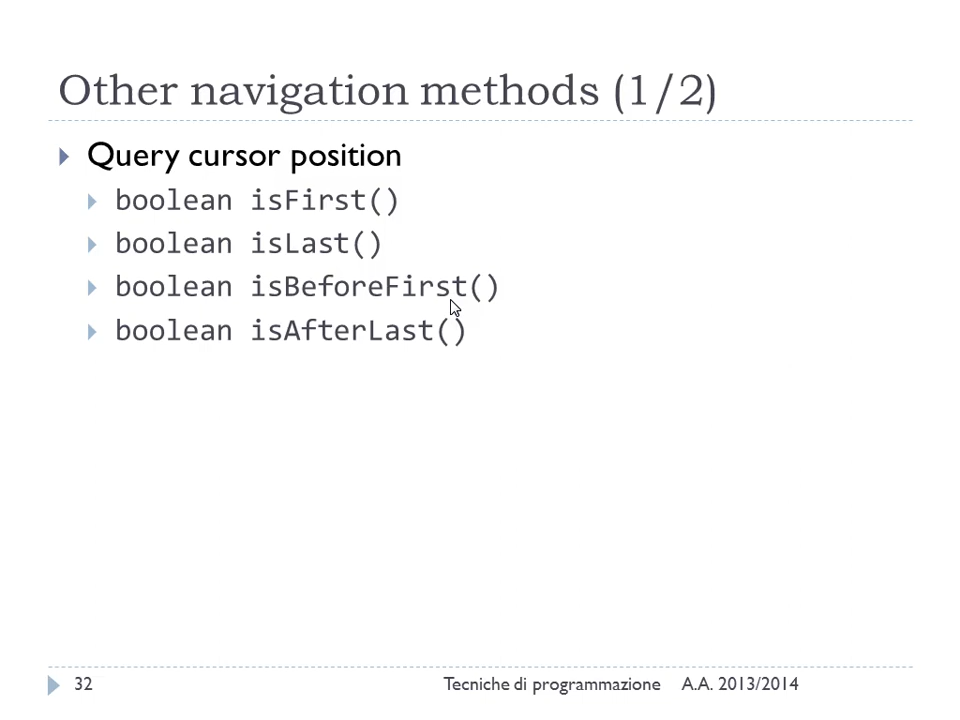 Other navigation methods (1/2)
Query cursor position
boolean isFirst()
boolean isLast()
boolean isBeforeFirst()
boolean isAfterLast()
32 Tecniche di programmazione A.A. 2013/2014